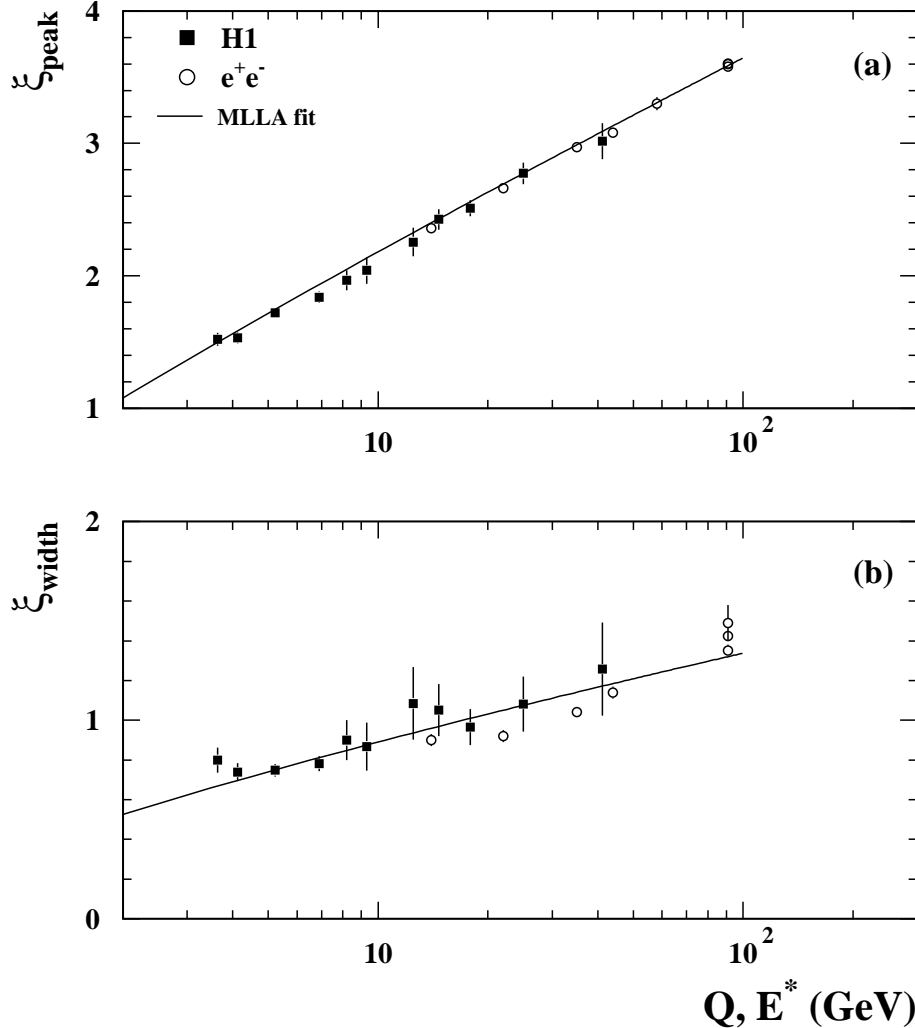 ξpeak
4
3
2
1
H1
e⁺e⁻
MLLA fit
(a)
10
10²
ξwidth
2
1
0
(b)
10
10²
Q, E* (GeV)